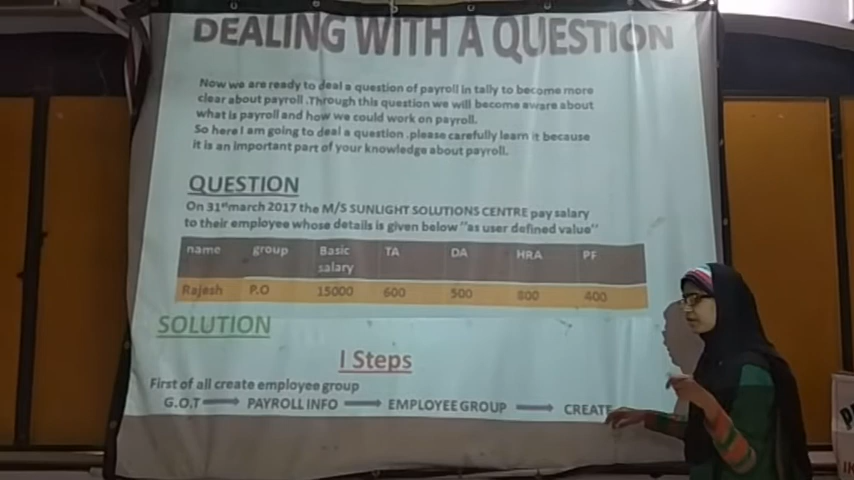 DEALING WITH A QUESTION
Now we are ready to deal a question of payroll in tally to become more
clear about payroll .Through this question we will become aware about
what is payroll and how we could work on payroll.
So here I am going to deal a question .please carefully learn it because
it is an important part of your knowledge about payroll.
QUESTION
On 31stmarch 2017 the M/S SUNLIGHT SOLUTIONS CENTRE pay salary
to their employee whose details is given below "as user defined value"
name group Basic salary TA DA HRA PF
Rajesh P.O 15000 600 500 800 400
SOLUTION
I Steps
First of all create employee group
G.O.T PAYROLL INFO EMPLOYEE GROUP CREATE